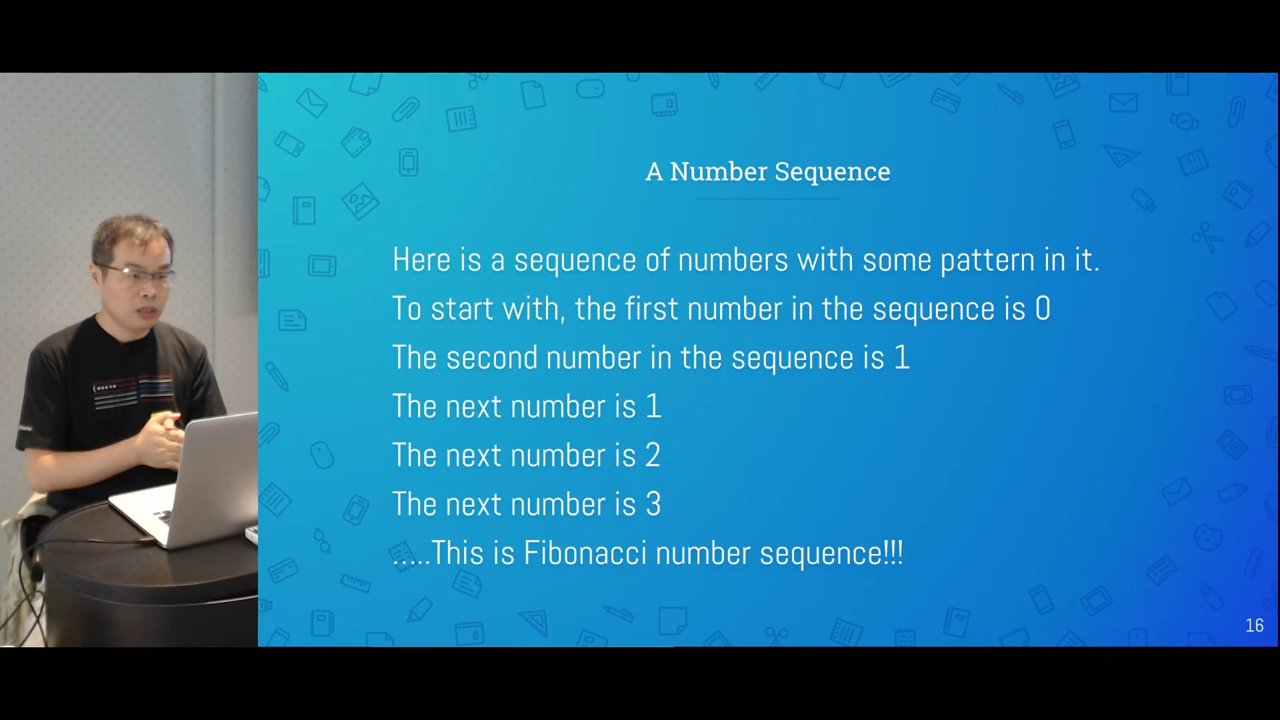 A Number Sequence
Here is a sequence of numbers with some pattern in it.
To start with, the first number in the sequence is 0
The second number in the sequence is 1
The next number is 1
The next number is 2
The next number is 3
.....This is Fibonacci number sequence!!!
16